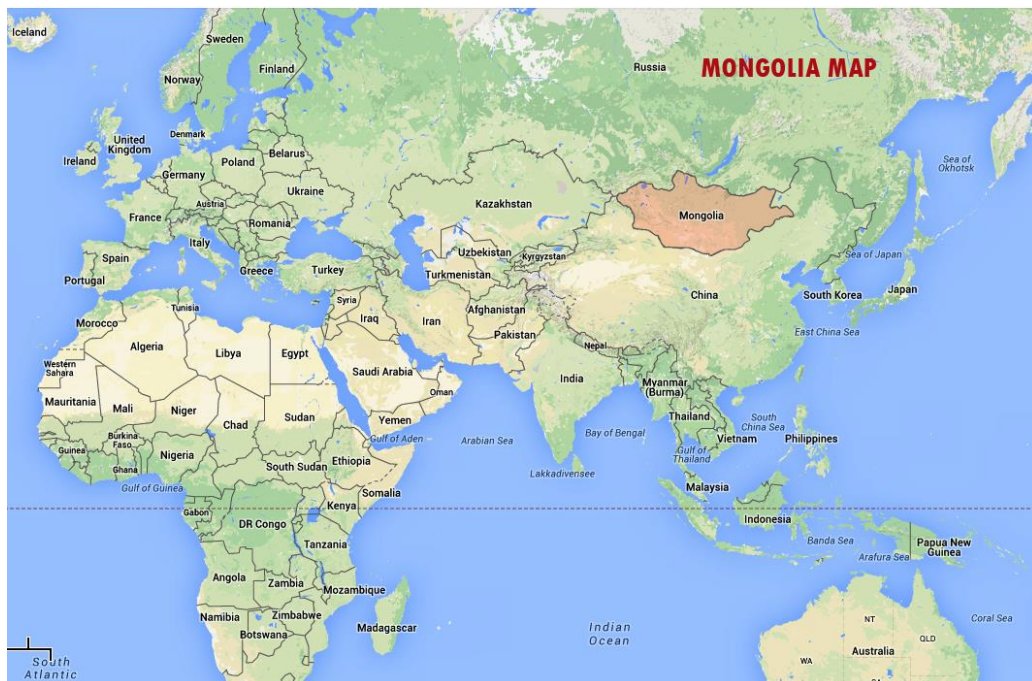 Iceland
Sweden
Finland
Russia
MONGOLIA MAP
Norway
United
Kingdom
Denmark
Ireland
Belarus
Poland
Germany
Sea of
Okhotsk
Ukraine
Austria
France
Kazakhstan
Mongolia
Romania
Italy
Spain
Uzbekistan
Kyrgyzstan
Sea of Japan
Portugal
Greece
Turkey
Turkmenistan
Syria
China
South Korea
Japan
Tunisia
Afghanistan
Morocco
Iraq
Iran
Pakistan
East China Sea
Algeria
Libya
Egypt
Nepal
Western
Sahara
Saudi Arabia
India
Myanmar
(Burma)
Oman
Mauritania
Mali
Niger
Sudan
Thailand
Chad
Yemen
South
China Sea
Burkina
Faso
Gulf of Aden
Arabian Sea
Bay of Bengal
Vietnam
Philippines
Guinea
Nigeria
Gulf of
Thailand
Ethiopia
South Sudan
Ghana
Lakkadivensee
Gulf of Guinea
Somalia
Malaysia
Kenya
Gabon
DR Congo
Indonesia
Tanzania
Banda Sea
Papua New
Guinea
Arafura Sea
Angola
Zambia
Mozambique
Namibia
Zimbabwe
Madagascar
Botswana
Indian
Ocean
NT
Coral Sea
QLD
Australia
WA
South
Atlantic